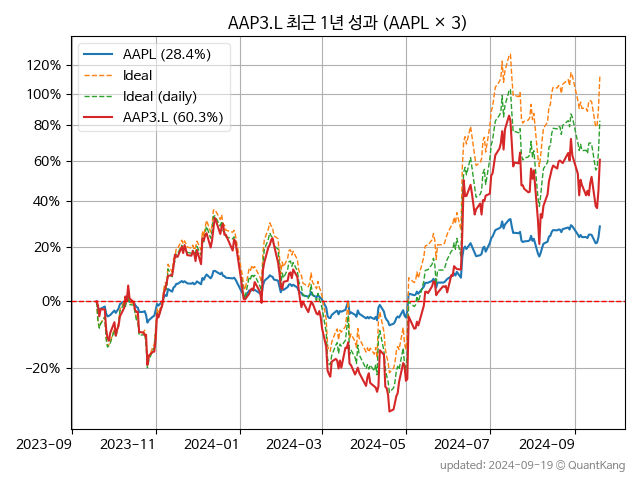 AAP3.L 최근 1년 성과 (AAPL × 3)
AAPL (28.4%)
Ideal
Ideal (daily)
AAP3.L (60.3%)
120%
100%
80%
60%
40%
20%
0%
−20%
2023−09
2023−11
2024−01
2024−03
2024−05
2024−07
2024−09
updated: 2024-09-19 © QuantKang